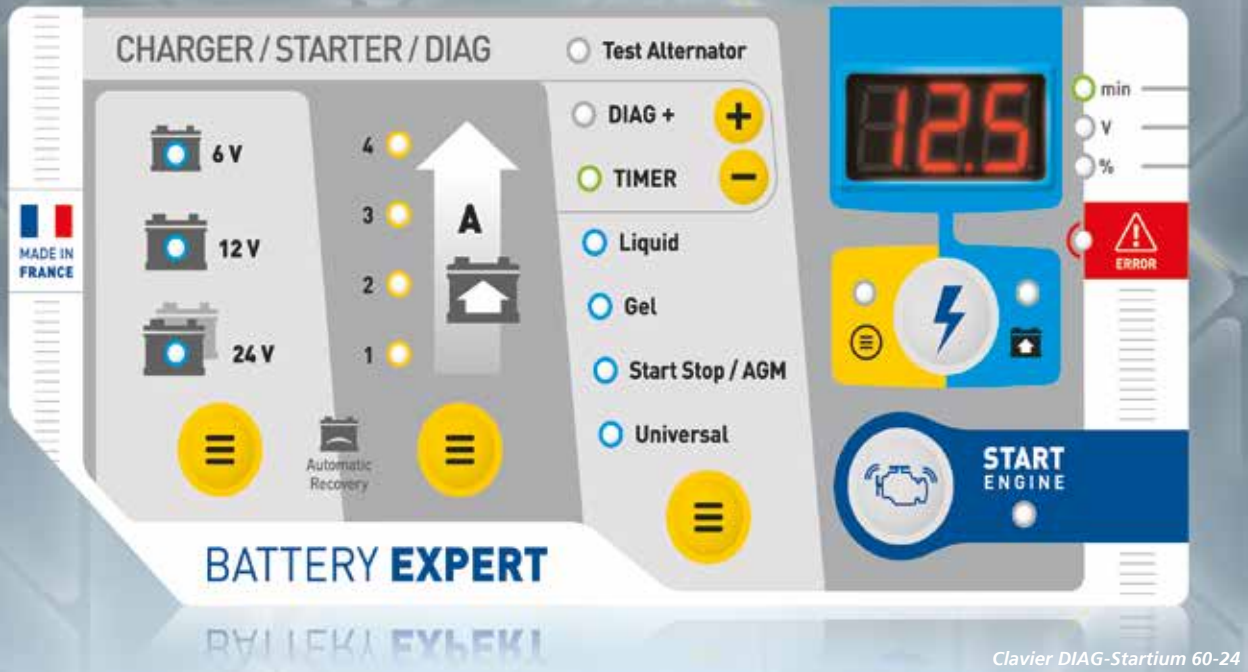 CHARGER / STARTER / DIAG
Test Alternator
DIAG +
TIMER
+
−
6 V
12 V
24 V
4
3
2
1
A
Automatic
Recovery
Liquid
Gel
Start Stop / AGM
Universal
12.5
min
V
%
ERROR
START
ENGINE
MADE IN
FRANCE
BATTERY EXPERT
BATTERY EXPERT
Clavier DIAG-Startium 60-24